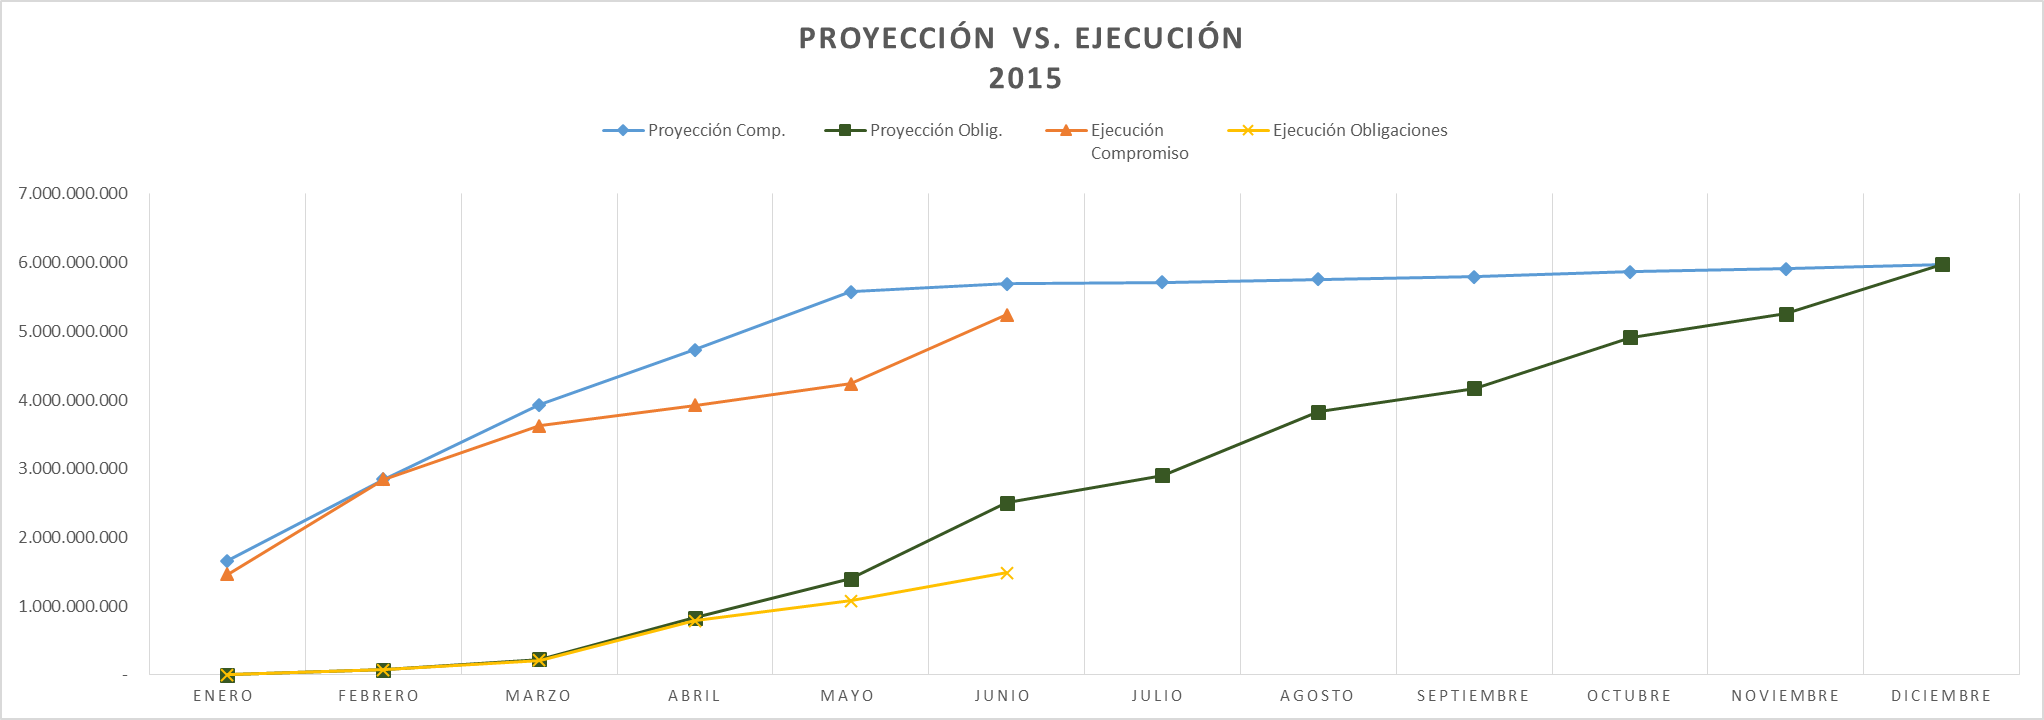 PROYECCIÓN VS. EJECUCIÓN
2015
Proyección Comp.
Proyección Oblig.
Ejecución
Compromiso
Ejecución Obligaciones
7.000.000.000
6.000.000.000
5.000.000.000
4.000.000.000
3.000.000.000
2.000.000.000
1.000.000.000
-
ENERO FEBRERO MARZO ABRIL MAYO JUNIO JULIO AGOSTO SEPTIEMBRE OCTUBRE NOVIEMBRE DICIEMBRE